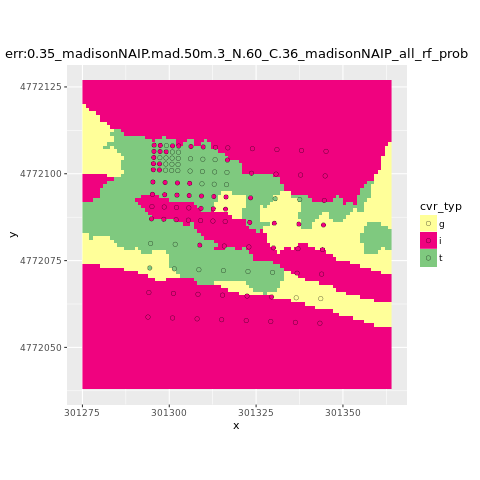 err:0.35_madisonNAIP.mad.50m.3_N.60_C.36_madisonNAIP_all_rf_prob
4772125
4772100
4772075
4772050
y
301275 301300 301325 301350
x
cvr_typ
g
i
t